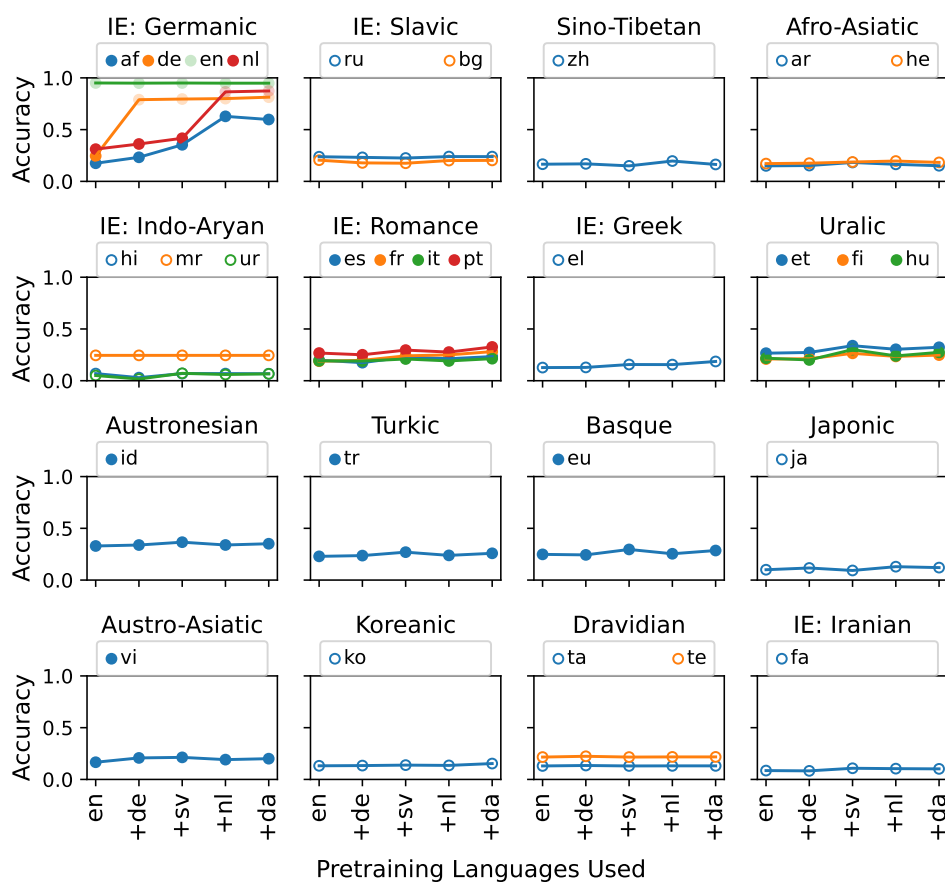 IE: Germanic IE: Slavic Sino-Tibetan Afro-Asiatic
af de en nl ru bg zh ar he
1.0
0.5
0.0
Accuracy
IE: Indo-Aryan IE: Romance IE: Greek Uralic
hi mr ur es fr it pt el et fi hu
1.0
0.5
0.0
Accuracy
Austronesian Turkic Basque Japonic
id tr eu ja
1.0
0.5
0.0
Accuracy
Austro-Asiatic Koreanic Dravidian IE: Iranian
vi ko ta te fa
1.0
0.5
0.0
Accuracy
en +de +sv +nl +da en +de +sv +nl +da en +de +sv +nl +da en +de +sv +nl +da
Pretraining Languages Used